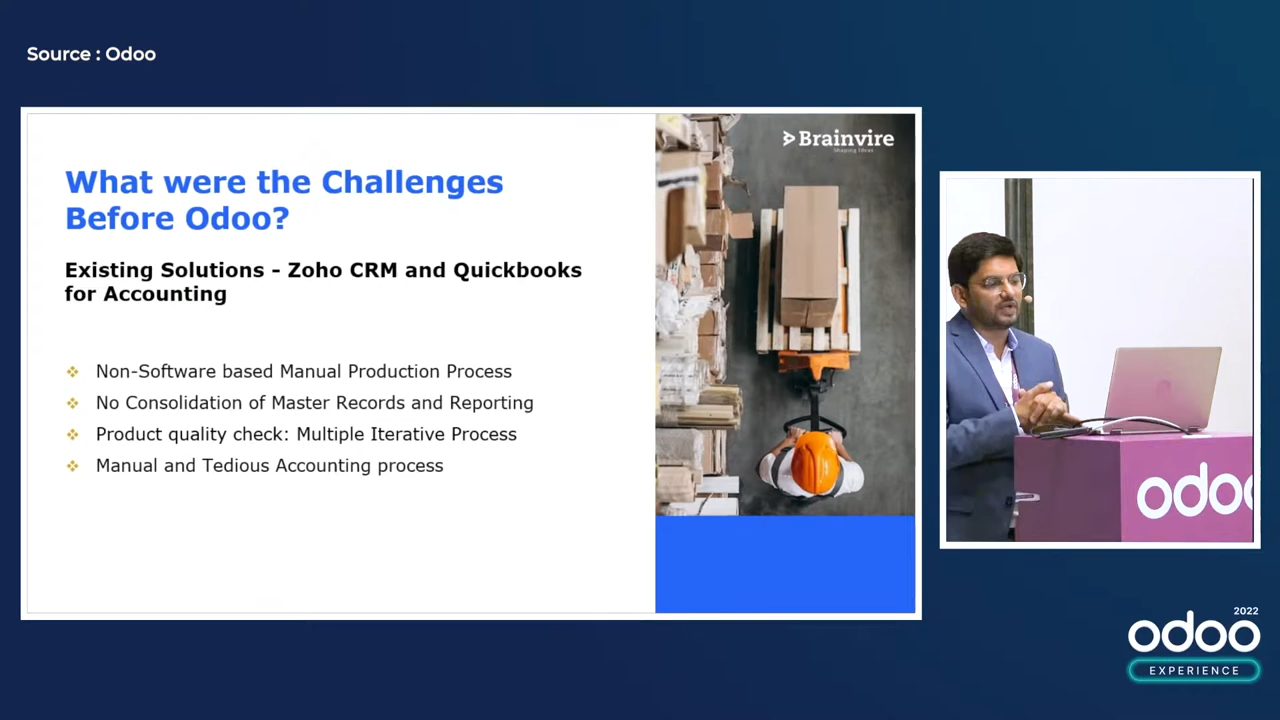 Source : Odoo
Brainvire
Shaping Ideas
What were the Challenges
Before Odoo?
Existing Solutions - Zoho CRM and Quickbooks
for Accounting
❖ Non-Software based Manual Production Process
❖ No Consolidation of Master Records and Reporting
❖ Product quality check: Multiple Iterative Process
❖ Manual and Tedious Accounting process
odoo
2022
odoo
EXPERIENCE